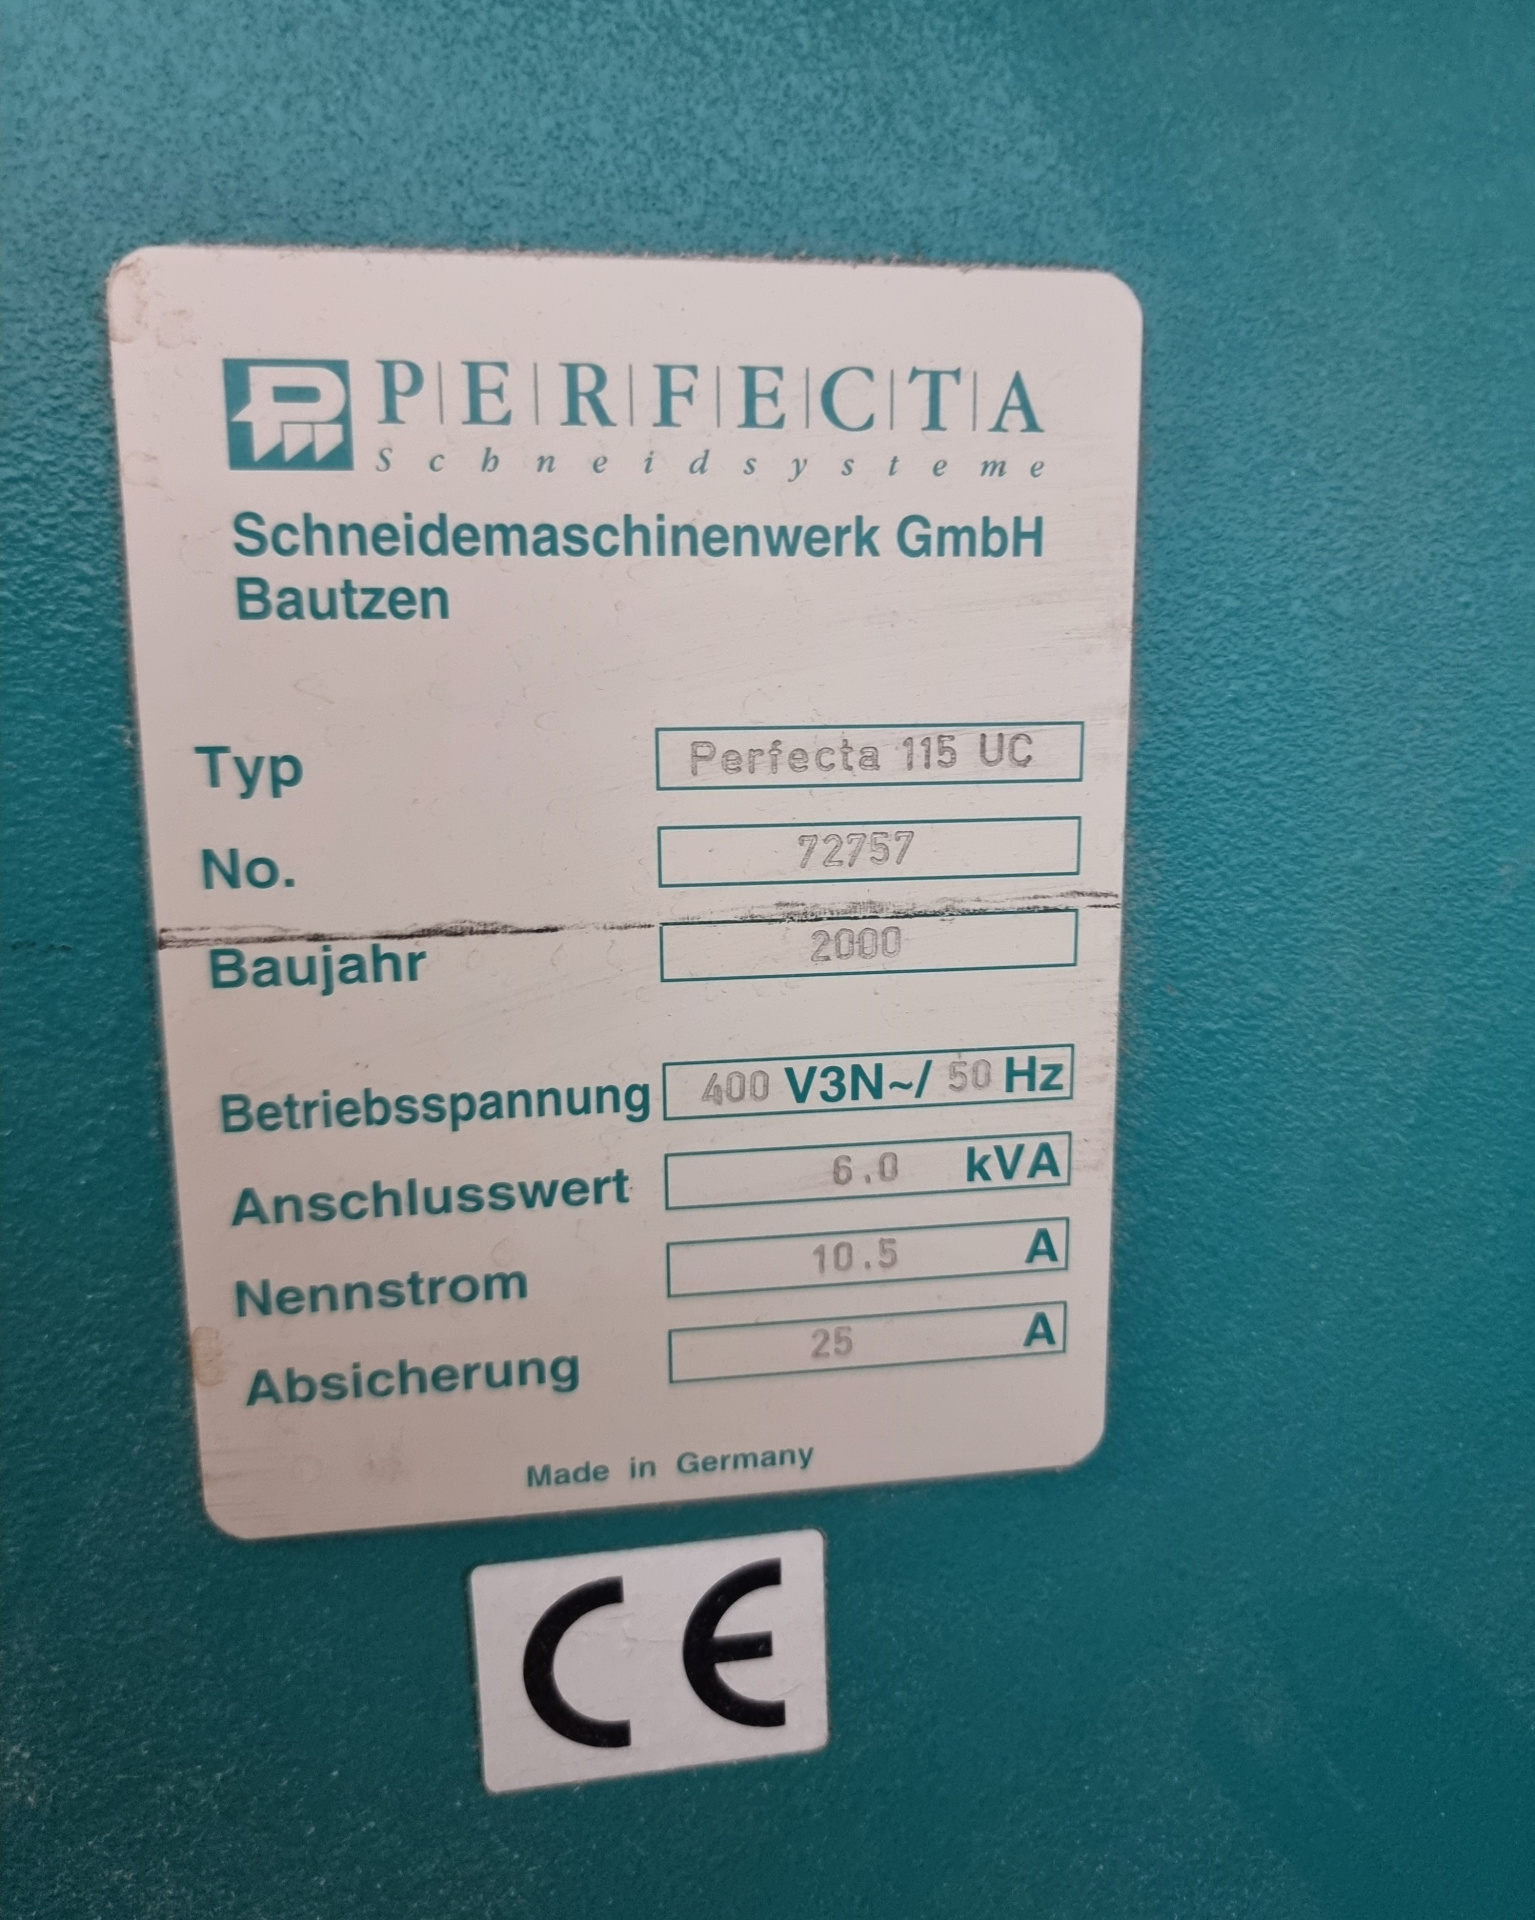 P|E|R|F|E|C|T|A
Schneidsysteme
Schneidemaschinenwerk GmbH
Bautzen
Typ Perfecta 115 UC
No. 72757
Baujahr 2000
Betriebsspannung 400 V3N~/ 50 Hz
Anschlusswert 6.0 kVA
Nennstrom 10.5 A
Absicherung 25 A
Made in Germany
CE